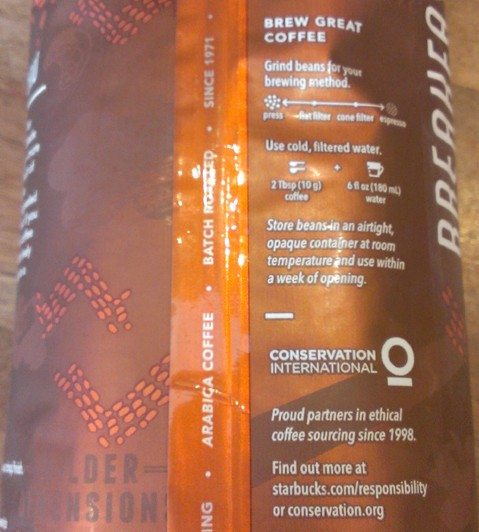 BREW GREAT
COFFEE
Grind beans for your
brewing method.
press flat filter cone filter espresso
Use cold, filtered water.
+
2 Tbsp (10 g)
coffee
6 fl oz (180 mL)
water
Store beans in an airtight,
opaque container at room
temperature and use within
a week of opening.
CONSERVATION
INTERNATIONAL
Proud partners in ethical
coffee sourcing since 1998.
Find out more at
starbucks.com/responsibility
or conservation.org
ING • ARABICA COFFEE • BATCH ROASTED • SINCE 1971 •